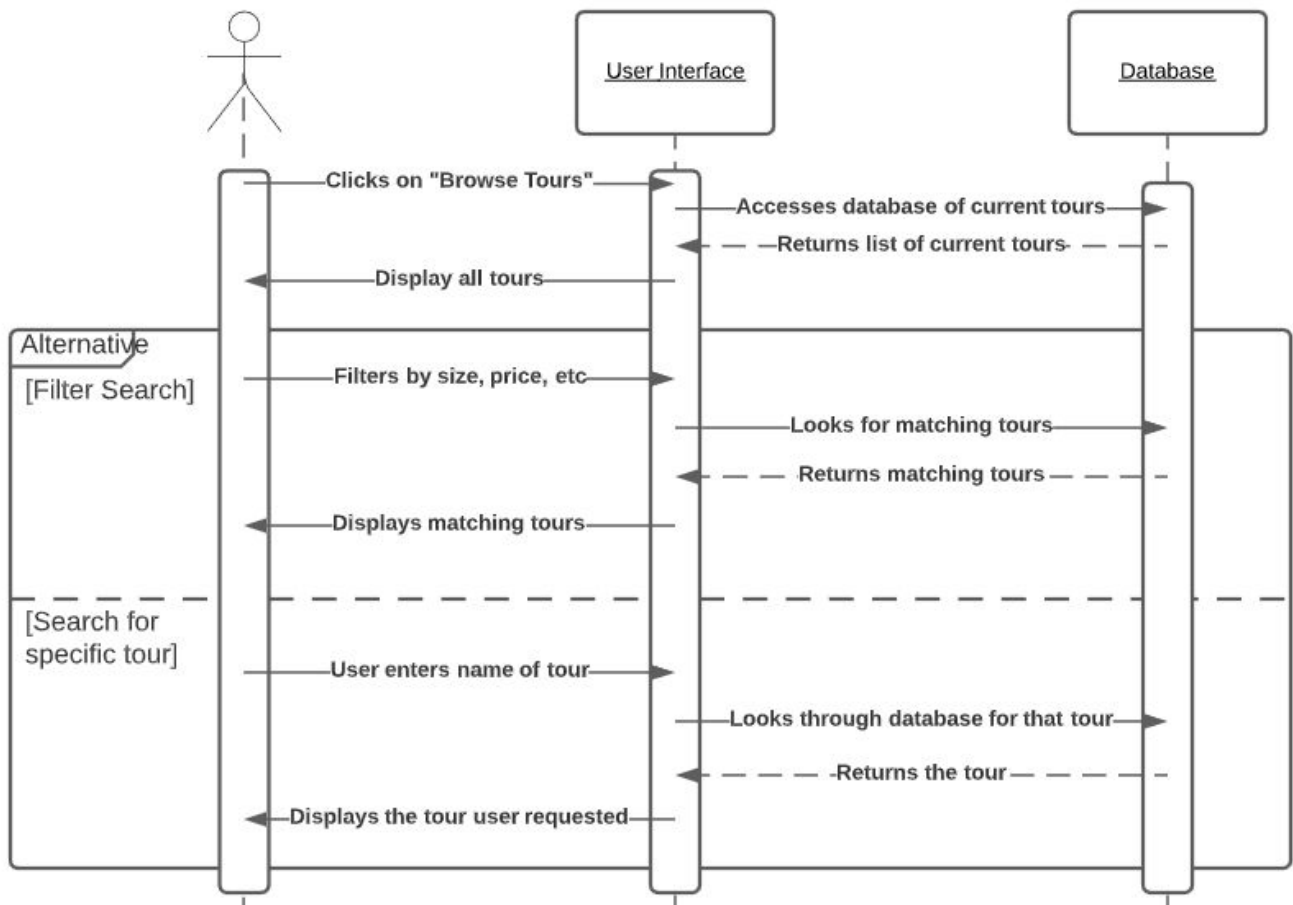 User Interface
Database
Clicks on "Browse Tours"
Accesses database of current tours
Returns list of current tours
Display all tours
Alternative
[Filter Search]
Filters by size, price, etc
Looks for matching tours
Returns matching tours
Displays matching tours
[Search for
specific tour]
User enters name of tour
Looks through database for that tour
Returns the tour
Displays the tour user requested